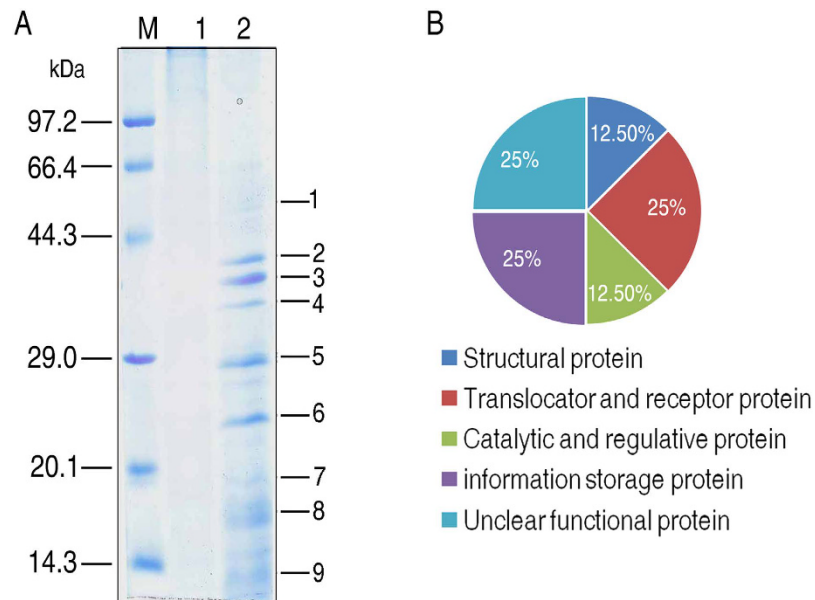 A
M 1 2
kDa
97.2
66.4
44.3
29.0
20.1
14.3
1
2
3
4
5
6
7
8
9
B
12.50%
25%
12.50%
25%
25%
Structural protein
Translocator and receptor protein
Catalytic and regulative protein
information storage protein
Unclear functional protein